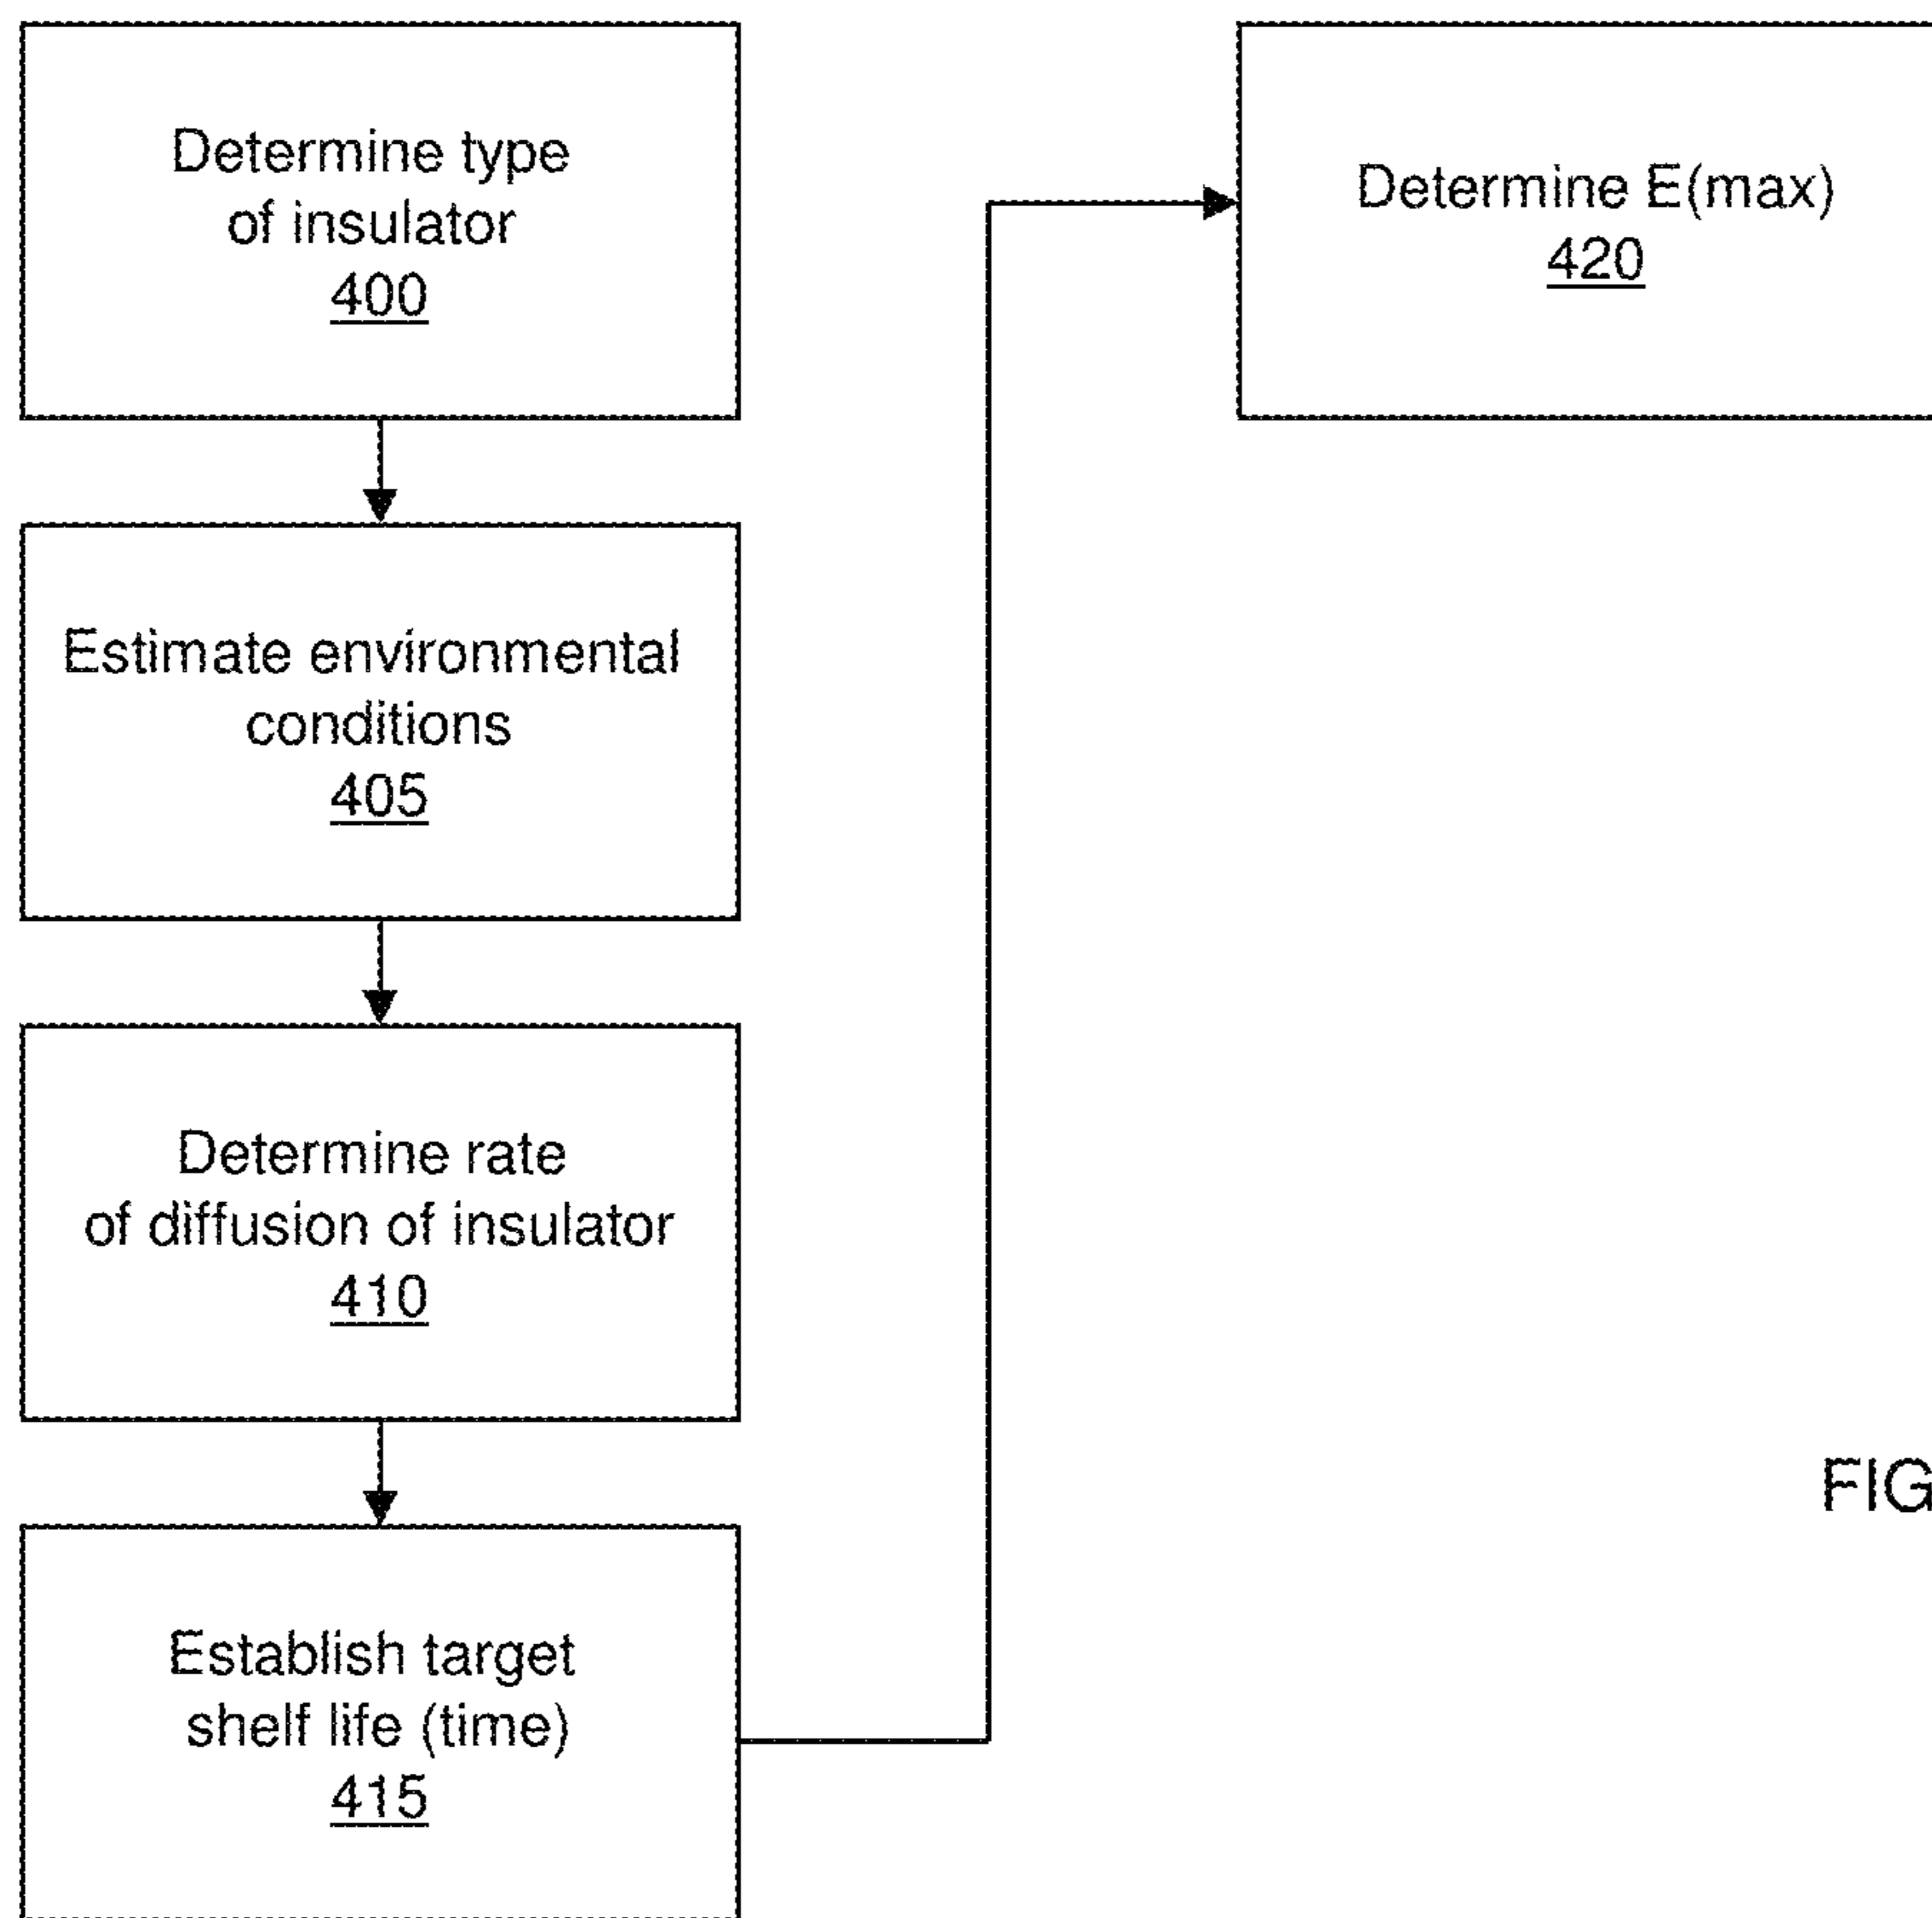 Determine type
of insulator
400
Estimate environmental
conditions
405
Determine rate
of diffusion of insulator
410
Establish target
shelf life (time)
415
Determine E(max)
420
FIG